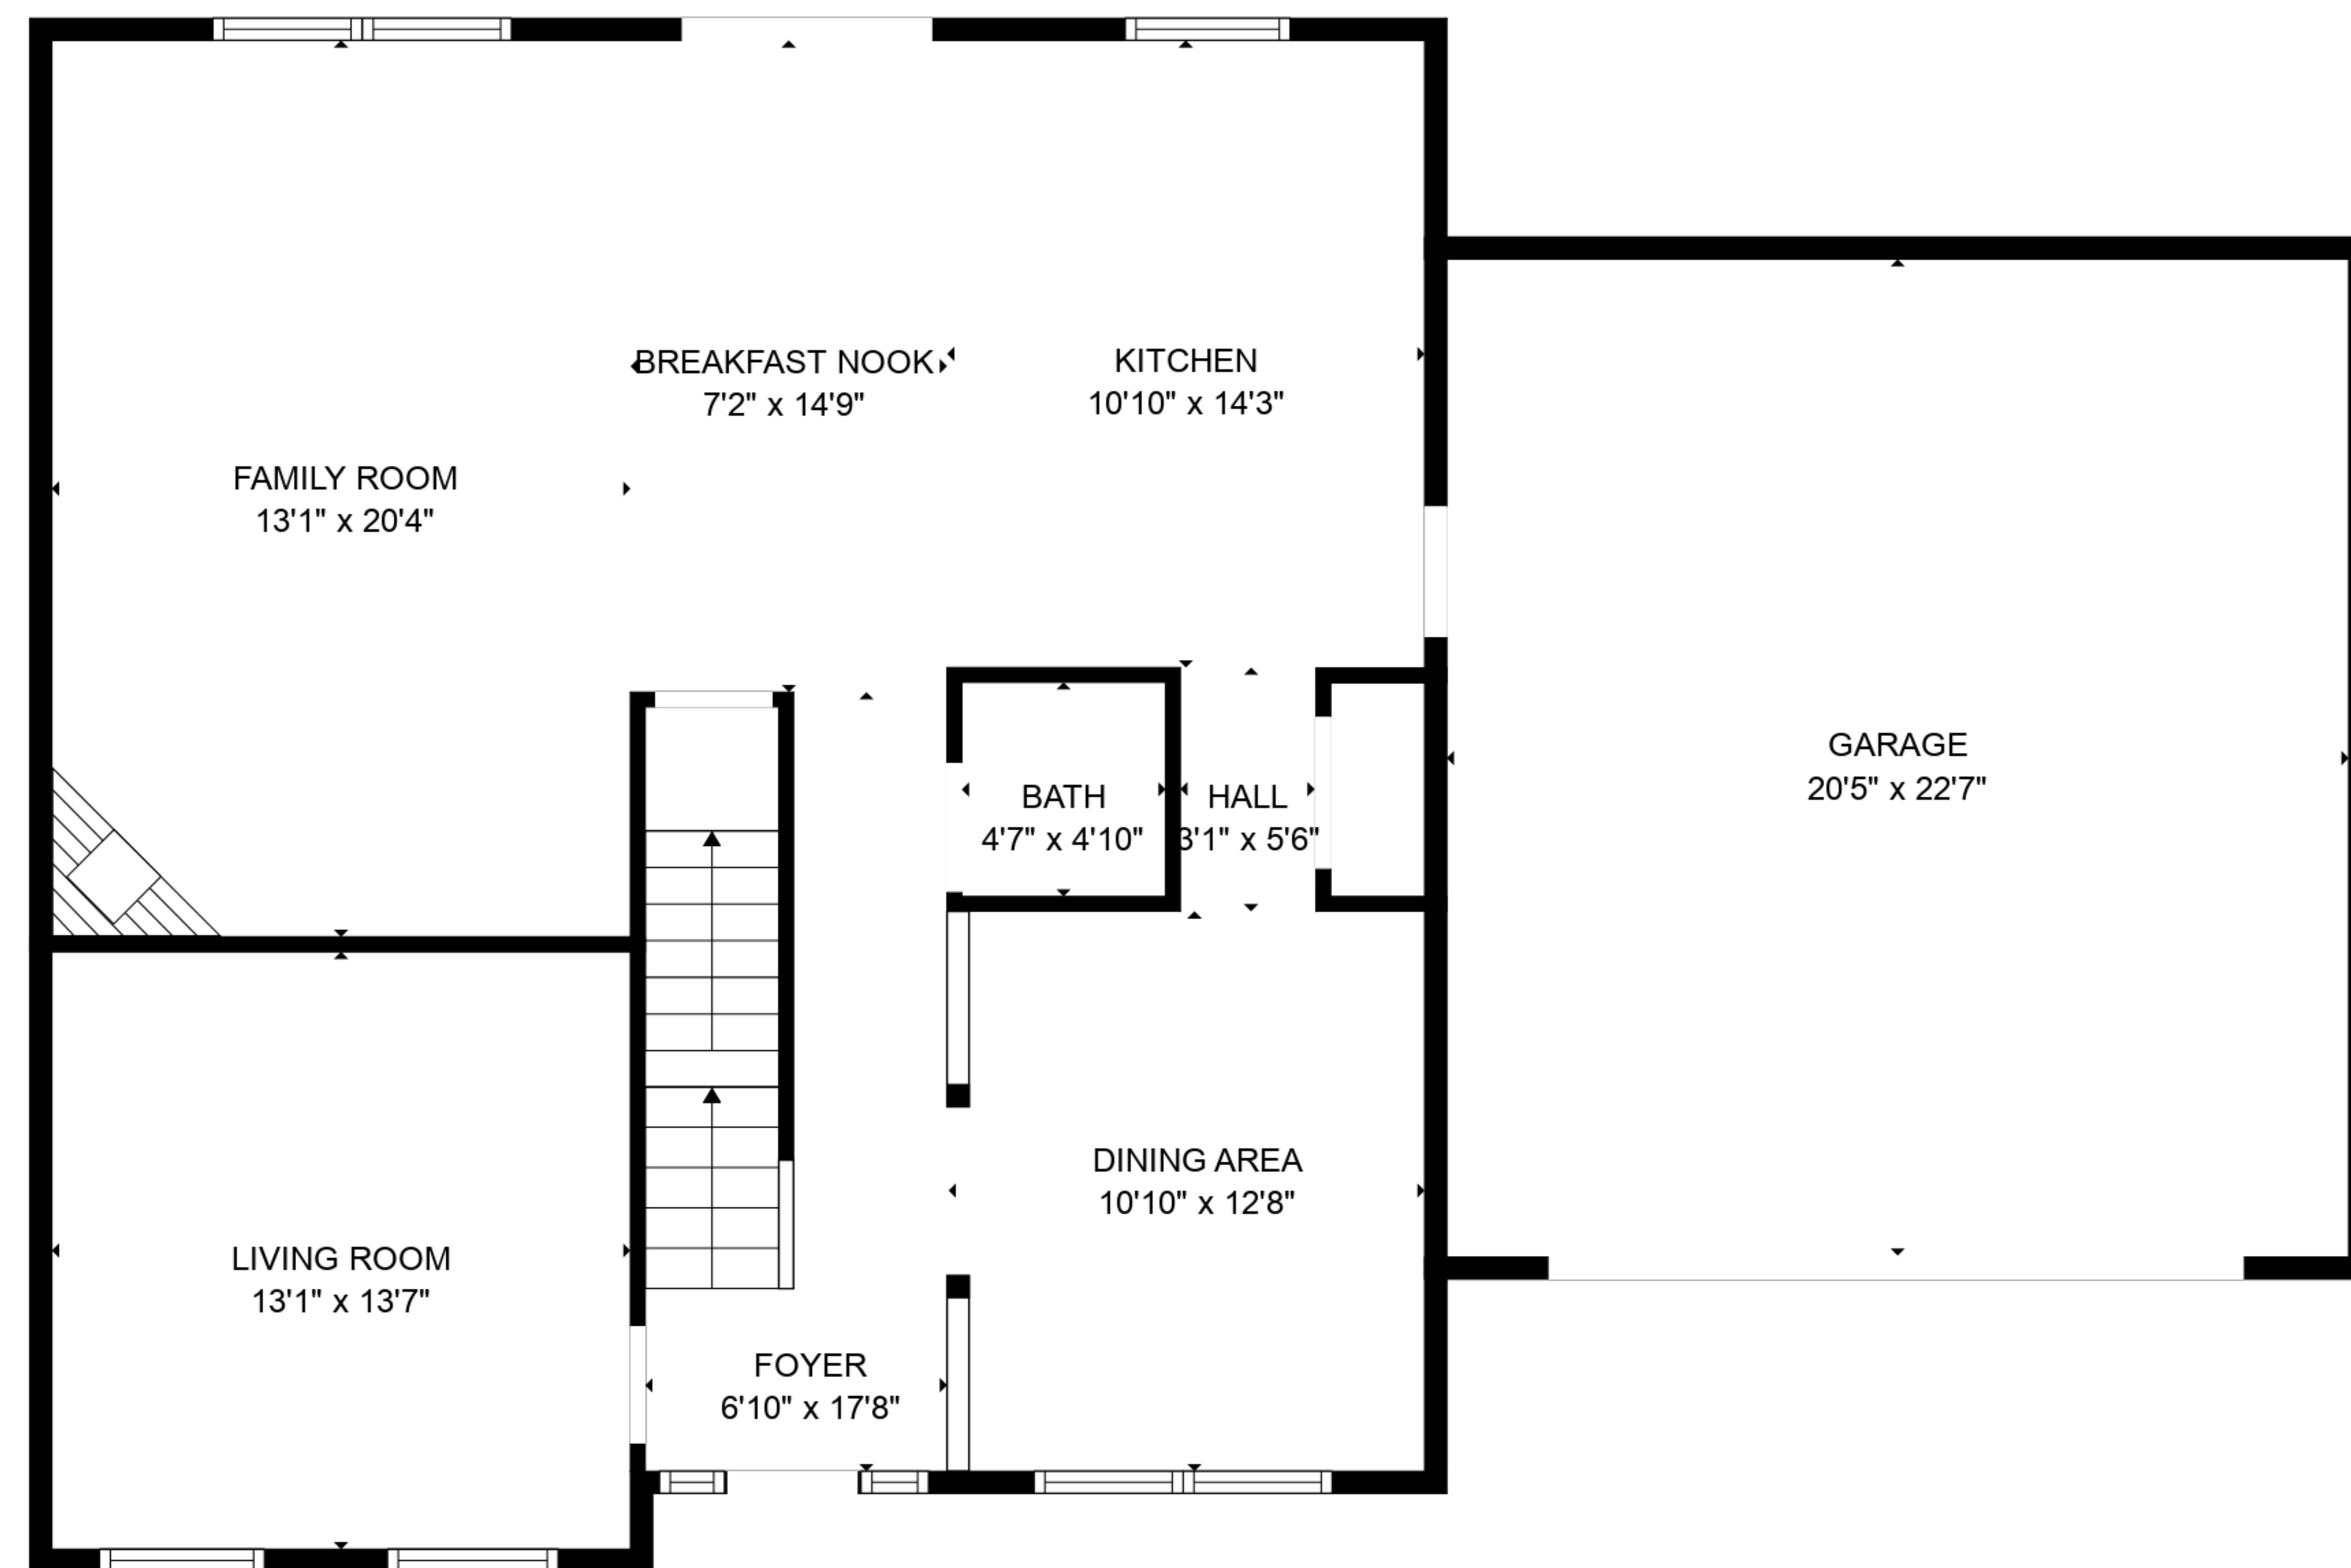 BREAKFAST NOOK
7'2" x 14'9"
KITCHEN
10'10" x 14'3"
FAMILY ROOM
13'1" x 20'4"
GARAGE
20'5" x 22'7"
BATH
4'7" x 4'10"
HALL
3'1" x 5'6"
DINING AREA
10'10" x 12'8"
LIVING ROOM
13'1" x 13'7"
FOYER
6'10" x 17'8"